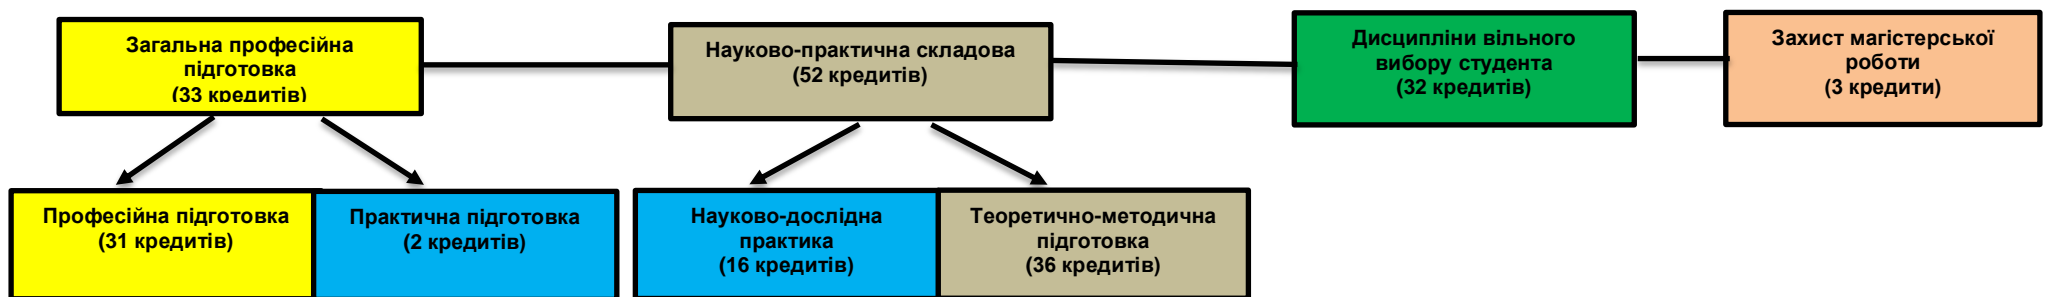 Загальна професійна
підготовка
(33 кредитів)
Науково-практична складова
(52 кредитів)
Дисципліни вільного
вибору студента
(32 кредитів)
Захист магістерської
роботи
(3 кредити)
Професійна підготовка
(31 кредитів)
Практична підготовка
(2 кредитів)
Науково-дослідна
практика
(16 кредитів)
Теоретично-методична
підготовка
(36 кредитів)